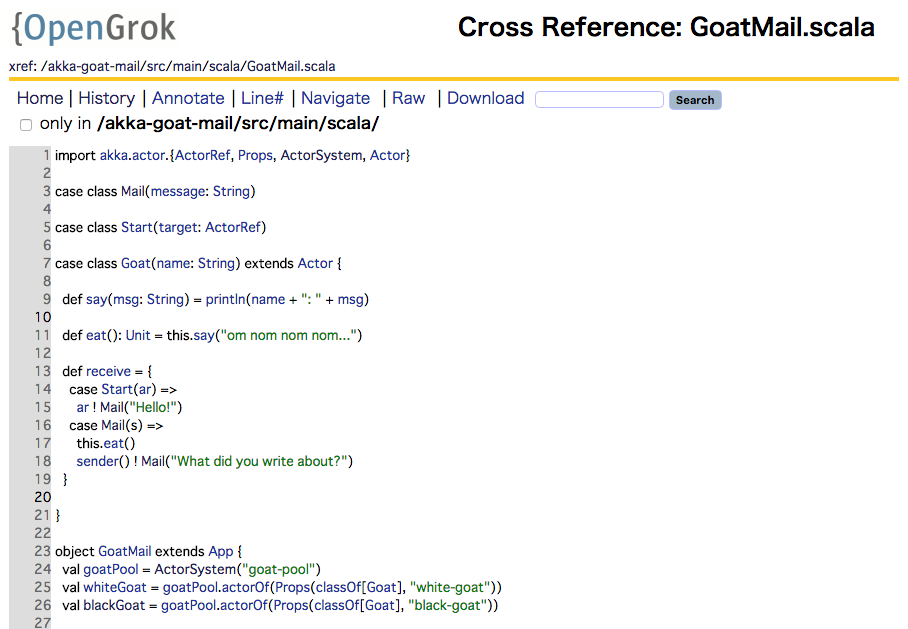 {OpenGrok
Cross Reference: GoatMail.scala
xref: /akka-goat-mail/src/main/scala/GoatMail.scala
Home | History | Annotate | Line# | Navigate | Raw | Download Search
only in /akka-goat-mail/src/main/scala/
1 import akka.actor.{ActorRef, Props, ActorSystem, Actor}
2
3 case class Mail(message: String)
4
5 case class Start(target: ActorRef)
6
7 case class Goat(name: String) extends Actor {
8
9 def say(msg: String) = println(name + ": " + msg)
10
11 def eat(): Unit = this.say("om nom nom nom...")
12
13 def receive = {
14 case Start(ar) =>
15 ar ! Mail("Hello!")
16 case Mail(s) =>
17 this.eat()
18 sender() ! Mail("What did you write about?")
19 }
20
21 }
22
23 object GoatMail extends App {
24 val goatPool = ActorSystem("goat-pool")
25 val whiteGoat = goatPool.actorOf(Props(classOf[Goat], "white-goat"))
26 val blackGoat = goatPool.actorOf(Props(classOf[Goat], "black-goat"))
27